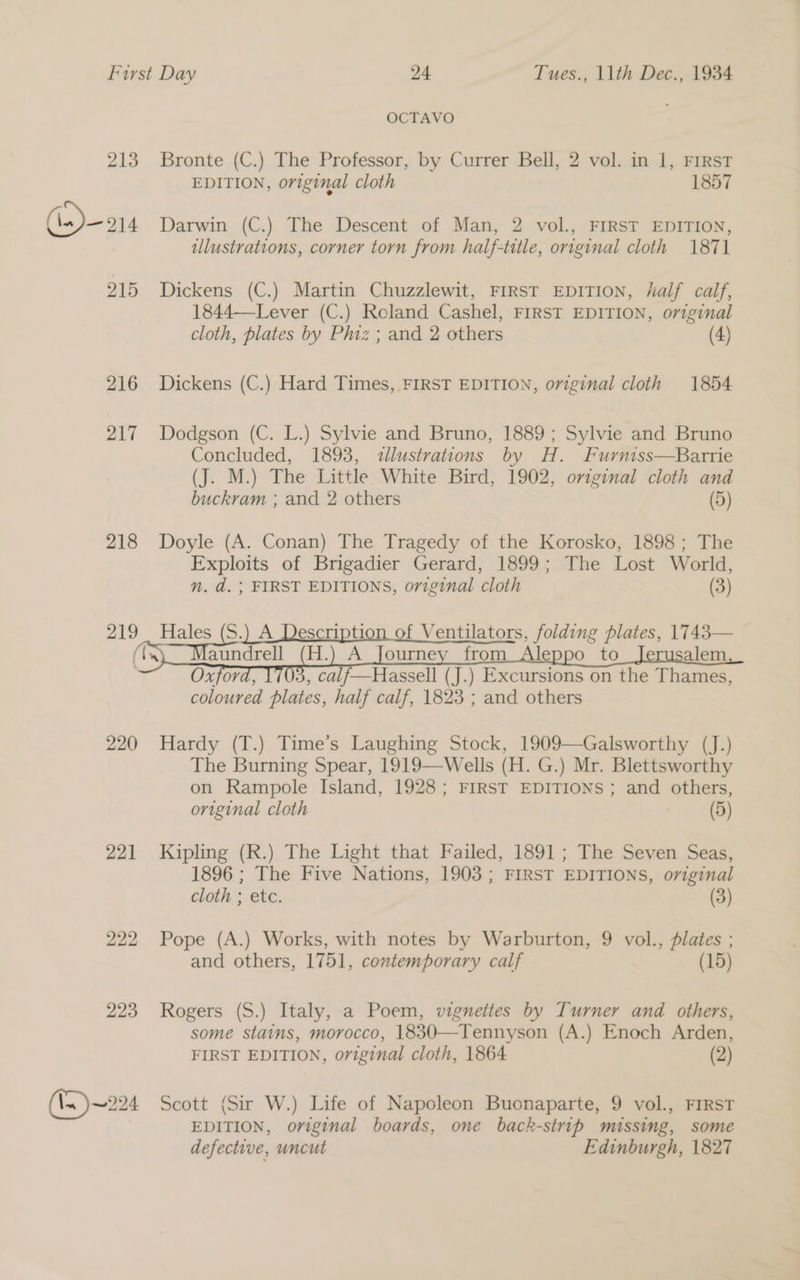 First Day 24 Tues., 11th Dec., 1934
OCTAVO
213 Bronte (C.) The Professor, by Currer Bell, 2 vol. in 1, FIRST
EDITION, original cloth 1857
214 Darwin (C.) The Descent of Man, 2 vol., FIRST EDITION,
illustrations, corner torn from half-title, original cloth 1871
215 Dickens (C.) Martin Chuzzlewit, FIRST EDITION, half calf,
1844—Lever (C.) Roland Cashel, FIRST EDITION, original
cloth, plates by Phiz ; and 2 others (4)
216 Dickens (C.) Hard Times, FIRST EDITION, original cloth 1854
217 Dodgson (C. L.) Sylvie and Bruno, 1889 ; Sylvie and Bruno
Concluded, 1893, illustrations by H. Furniss—Barrie
(J. M.) The Little White Bird, 1902, original cloth and
buckram ; and 2 others (5)
218 Doyle (A. Conan) The Tragedy of the Korosko, 1898 ; The
Exploits of Brigadier Gerard, 1899 ; The Lost World,
n. d. ; FIRST EDITIONS, original cloth (3)
219 Hales (S.) A Description of Ventilators, folding plates, 1743—
Maundrell (H.) A Journey from Aleppo to Jerusalem,
Oxford, 1703, calf—Hassell (J.) Excursions on the Thames,
coloured plates, half calf, 1823 ; and others
220 Hardy (T.) Time's Laughing Stock, 1909—Galsworthy (J.)
The Burning Spear, 1919—Wells (H. G.) Mr. Blettsworthy
on Rampole Island, 1928 ; FIRST EDITIONS ; and others,
original cloth (5)
221 Kipling (R.) The Light that Failed, 1891 ; The Seven Seas,
1896 ; The Five Nations, 1903 ; FIRST EDITIONS, original
cloth ; etc. (3)
222 Pope (A.) Works, with notes by Warburton, 9 vol., plates ;
and others, 1751, contemporary calf (15)
223 Rogers (S.) Italy, a Poem, vignettes by Turner and others,
some stains, morocco, 1830—Tennyson (A.) Enoch Arden,
FIRST EDITION, original cloth, 1864 (2)
224 Scott (Sir W.) Life of Napoleon Buonaparte, 9 vol., FIRST
EDITION, original boards, one back-strip missing, some
defective, uncut Edinburgh, 1827